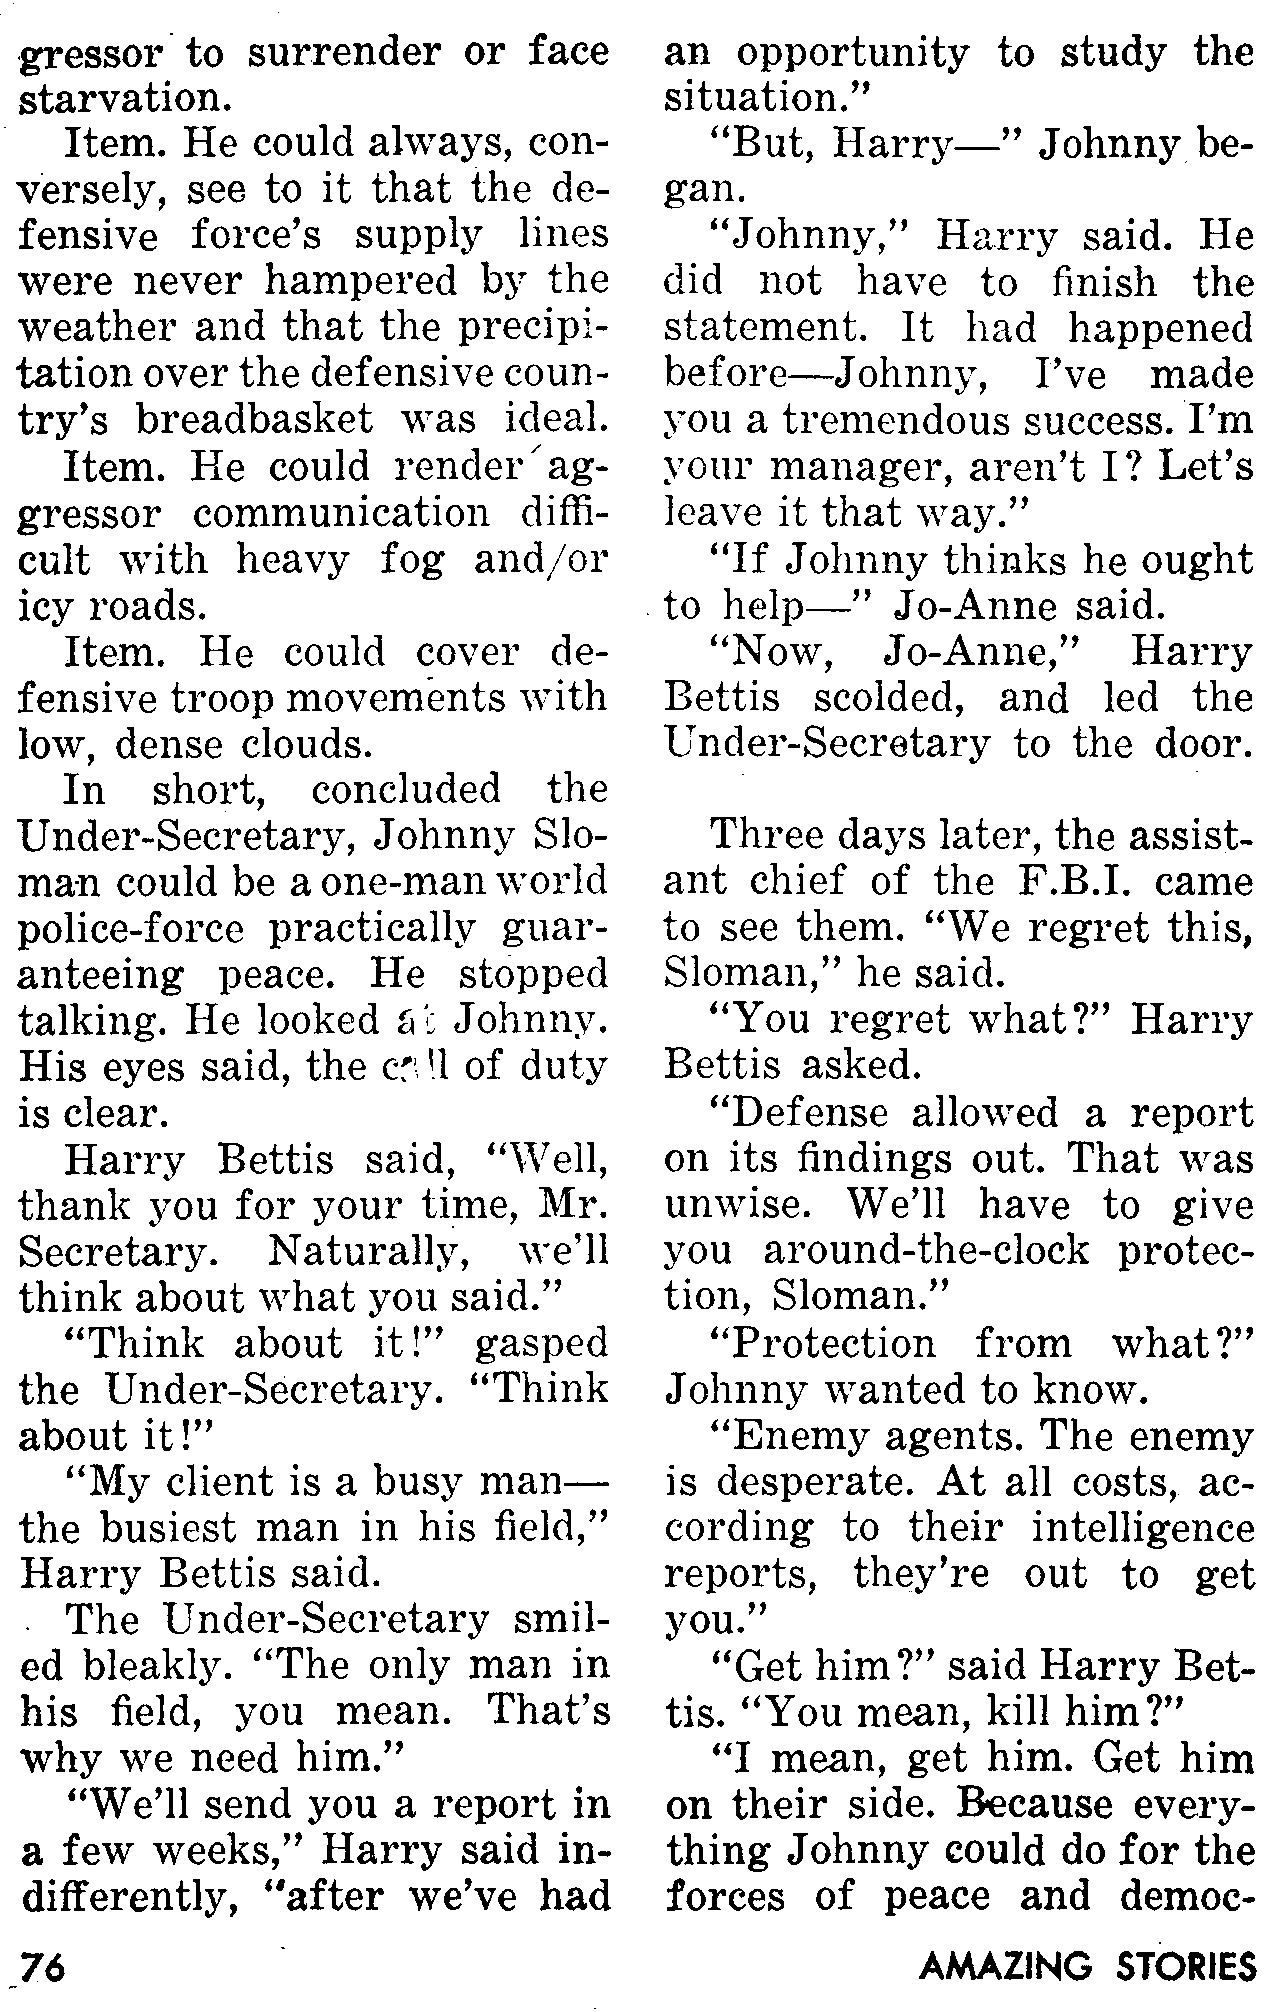 gressor to surrender or face
starvation.
Item. He could always, con-
versely, see to it that the de-
fensive force's supply lines
were never hampered by the
weather and that the precipi-
tation over the defensive coun-
try's breadbasket was ideal.
Item. He could render ag-
gressor communication diffi-
cult with heavy fog and/or
icy roads.
Item. He could cover de-
fensive troop movements with
low, dense clouds.
In short, concluded the
Under-Secretary, Johnny Slo-
man could be a one-man world
police-force practically guar-
anteeing peace. He stopped
talking. He looked at Johnny.
His eyes said, the call of duty
is clear.
Harry Bettis said, “Well,
thank you for your time, Mr.
Secretary. Naturally, we'll
think about what you said.”
“Think about it!” gasped
the Under-Secretary. “Think
about it!”
“My client is a busy man—
the busiest man in his field,”
Harry Bettis said.
The Under-Secretary smil-
ed bleakly. “The only man in
his field, you mean. That's
why we need him.”
“We'll send you a report in
a few weeks,” Harry said in-
differently, “after we've had
an opportunity to study the
situation.”
“But, Harry—” Johnny be-
gan.
“Johnny,” Harry said. He
did not have to finish the
statement. It had happened
before—Johnny, I've made
you a tremendous success. I'm
your manager, aren't I? Let's
leave it that way.”
“If Johnny thinks he ought
to help—” Jo-Anne said.
“Now, Jo-Anne,” Harry
Bettis scolded, and led the
Under-Secretary to the door.
Three days later, the assist-
ant chief of the F.B.I. came
to see them. “We regret this,
Sloman,” he said.
“You regret what?” Harry
Bettis asked.
“Defense allowed a report
on its findings out. That was
unwise. We'll have to give
you around-the-clock protec-
tion, Sloman.”
“Protection from what?”
Johnny wanted to know.
“Enemy agents. The enemy
is desperate. At all costs, ac-
cording to their intelligence
reports, they're out to get
you.”
“Get him?” said Harry Bet-
tis. “You mean, kill him?”
“I mean, get him. Get him
on their side. Because every-
thing Johnny could do for the
forces of peace and democ-
76
AMAZING STORIES